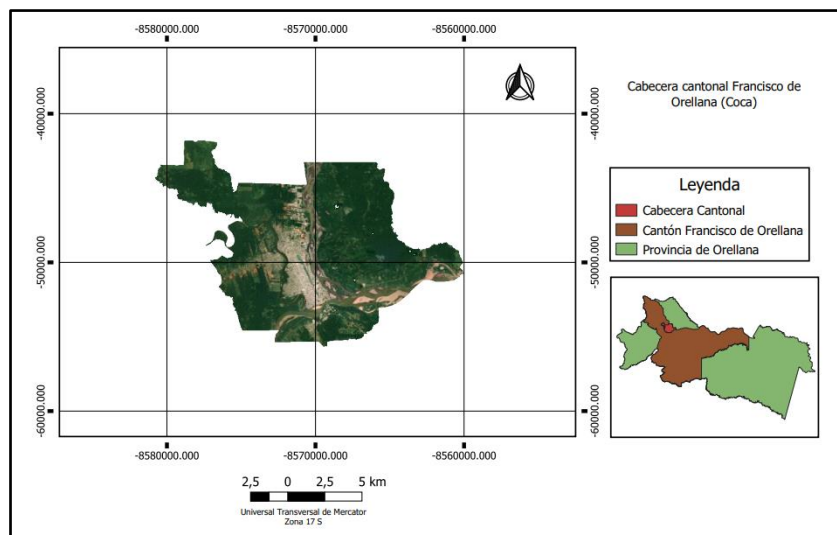 -8580000.000 -8570000.000 -8560000.000
-40000.000 -40000.000
-50000.000 -50000.000
-60000.000 -60000.000
-8580000.000 -8570000.000 -8560000.000
2,5 0 2,5 5 km
Universal Transversal de Mercator
Zona 17 S
Cabecera cantonal Francisco de
Orellana (Coca)
Leyenda
Cabecera Cantonal
Cantón Francisco de Orellana
Provincia de Orellana